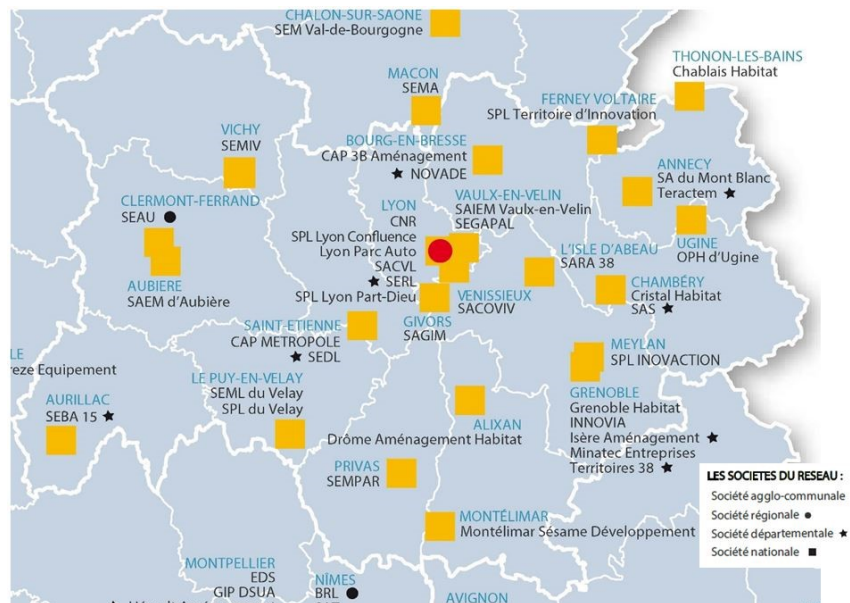 CHALON-SUR-SAONE
SEM Val-de-Bourgogne
THONON-LES-BAINS
Chablais Habitat
MACON
SEMA
FERNEY VOLTAIRE
SPL Territoire d'Innovation
VICHY
SEMIV
BOURG-EN-BRESSE
CAP 3B Aménagement
★ NOVADE
ANNECY
SA du Mont Blanc
Teractem ★
CLERMONT-FERRAND
SEAU ●
LYON
CNR
SPL Lyon Confluence
Lyon Parc Auto
SACVL
★ SERL
SPL Lyon Part-Dieu
VAULX-EN-VELIN
SAIEM Vaulx-en-Velin
SEGAPAL
UGINE
OPH d'Ugine
L'ISLE D'ABEAU
SARA 38
AUBIERE
SAEM d'Aubière
CHAMBÉRY
Cristal Habitat
SAS ★
VENISSIEUX
SACOVIV
GIVORS
SAGIM
SAINT-ETIENNE
CAP METROPOLE
★ SEDL
MEYLAN
SPL INOVACTION
LE
reze Equipement
LE PUY-EN-VELAY
SEML du Velay
SPL du Velay
AURILLAC
SEBA 15 ★
GRENOBLE
Grenoble Habitat
INNOVIA
Isère Aménagement ★
Minatec Entreprises
Territoires 38 ★
ALIXAN
Drôme Aménagement Habitat
PRIVAS
SEMPAR
LES SOCIETES DU RESEAU :
Société agglo-communale
Société régionale ●
Société départementale ★
Société nationale ■
MONTÉLIMAR
Montélimar Sésame Développement
MONTPELLIER
EDS
GIP DSUA
NÎMES
BRL ●
AVIGNON